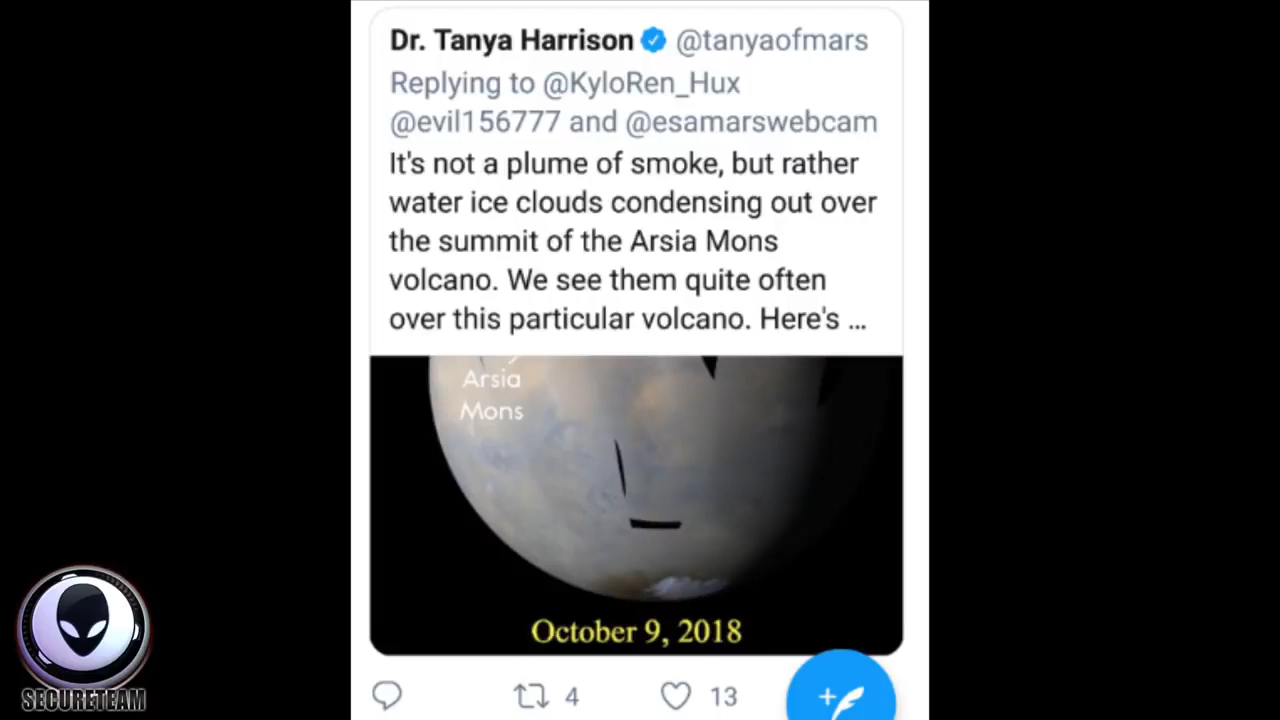 Dr. Tanya Harrison @tanyaofmars
Replying to @KyloRen_Hux
@evil156777 and @esamarswebcam
It's not a plume of smoke, but rather
water ice clouds condensing out over
the summit of the Arsia Mons
volcano. We see them quite often
over this particular volcano. Here's ...
Arsia
Mons
October 9, 2018
4 13
SECURETEAM